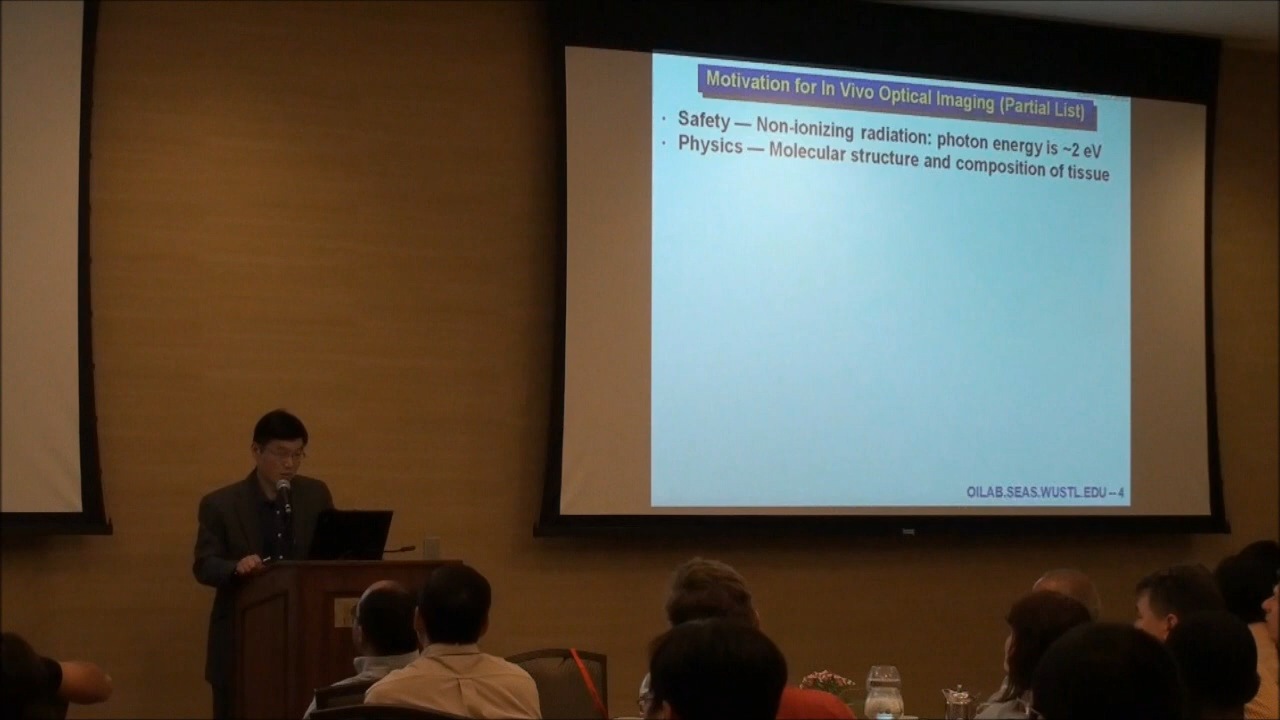 Motivation for In Vivo Optical Imaging (Partial List)
· Safety — Non-ionizing radiation: photon energy is ~2 eV
· Physics — Molecular structure and composition of tissue
OILAB.SEAS.WUSTL.EDU – 4